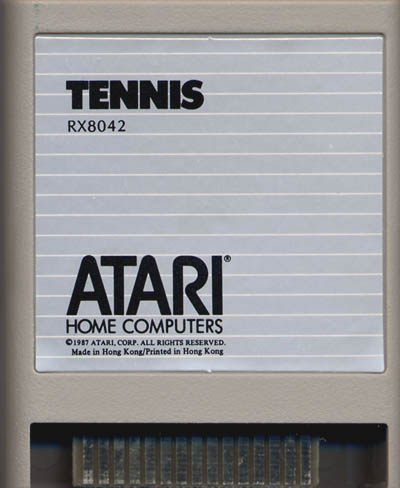 TENNIS
RX8042
ATARI®
HOME COMPUTERS
©1987 ATARI, CORP. ALL RIGHTS RESERVED.
Made in Hong Kong/Printed in Hong Kong